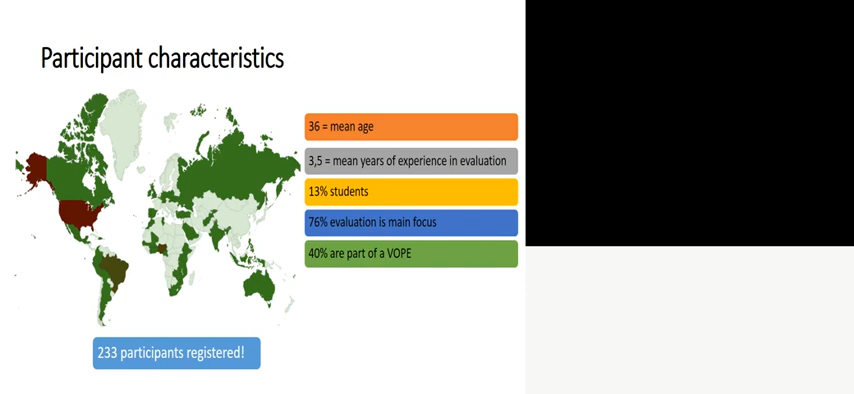 Participant characteristics
36 = mean age
3,5 = mean years of experience in evaluation
13% students
76% evaluation is main focus
40% are part of a VOPE
233 participants registered!